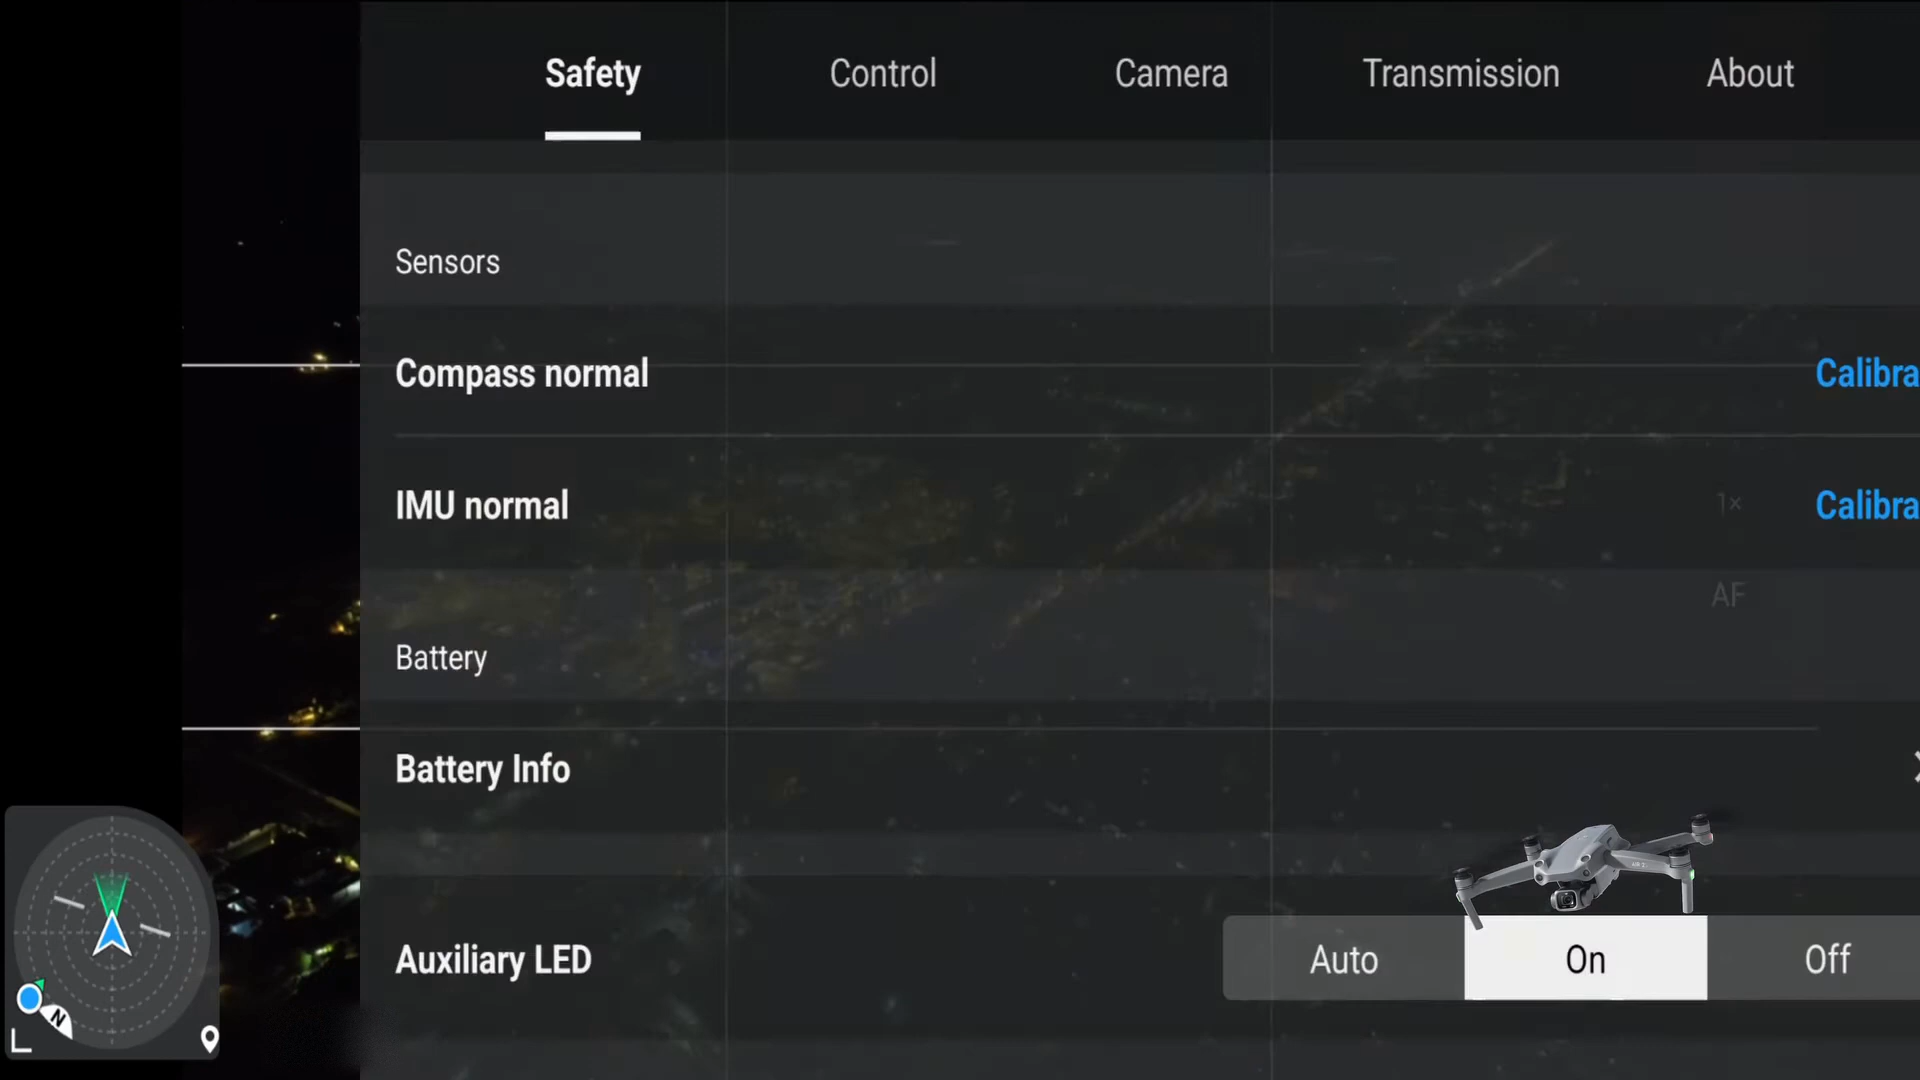 Safety Control Camera Transmission About
Sensors
Compass normal Calibra
IMU normal Calibra
1×
AF
Battery
Battery Info
Auxiliary LED Auto On Off
N